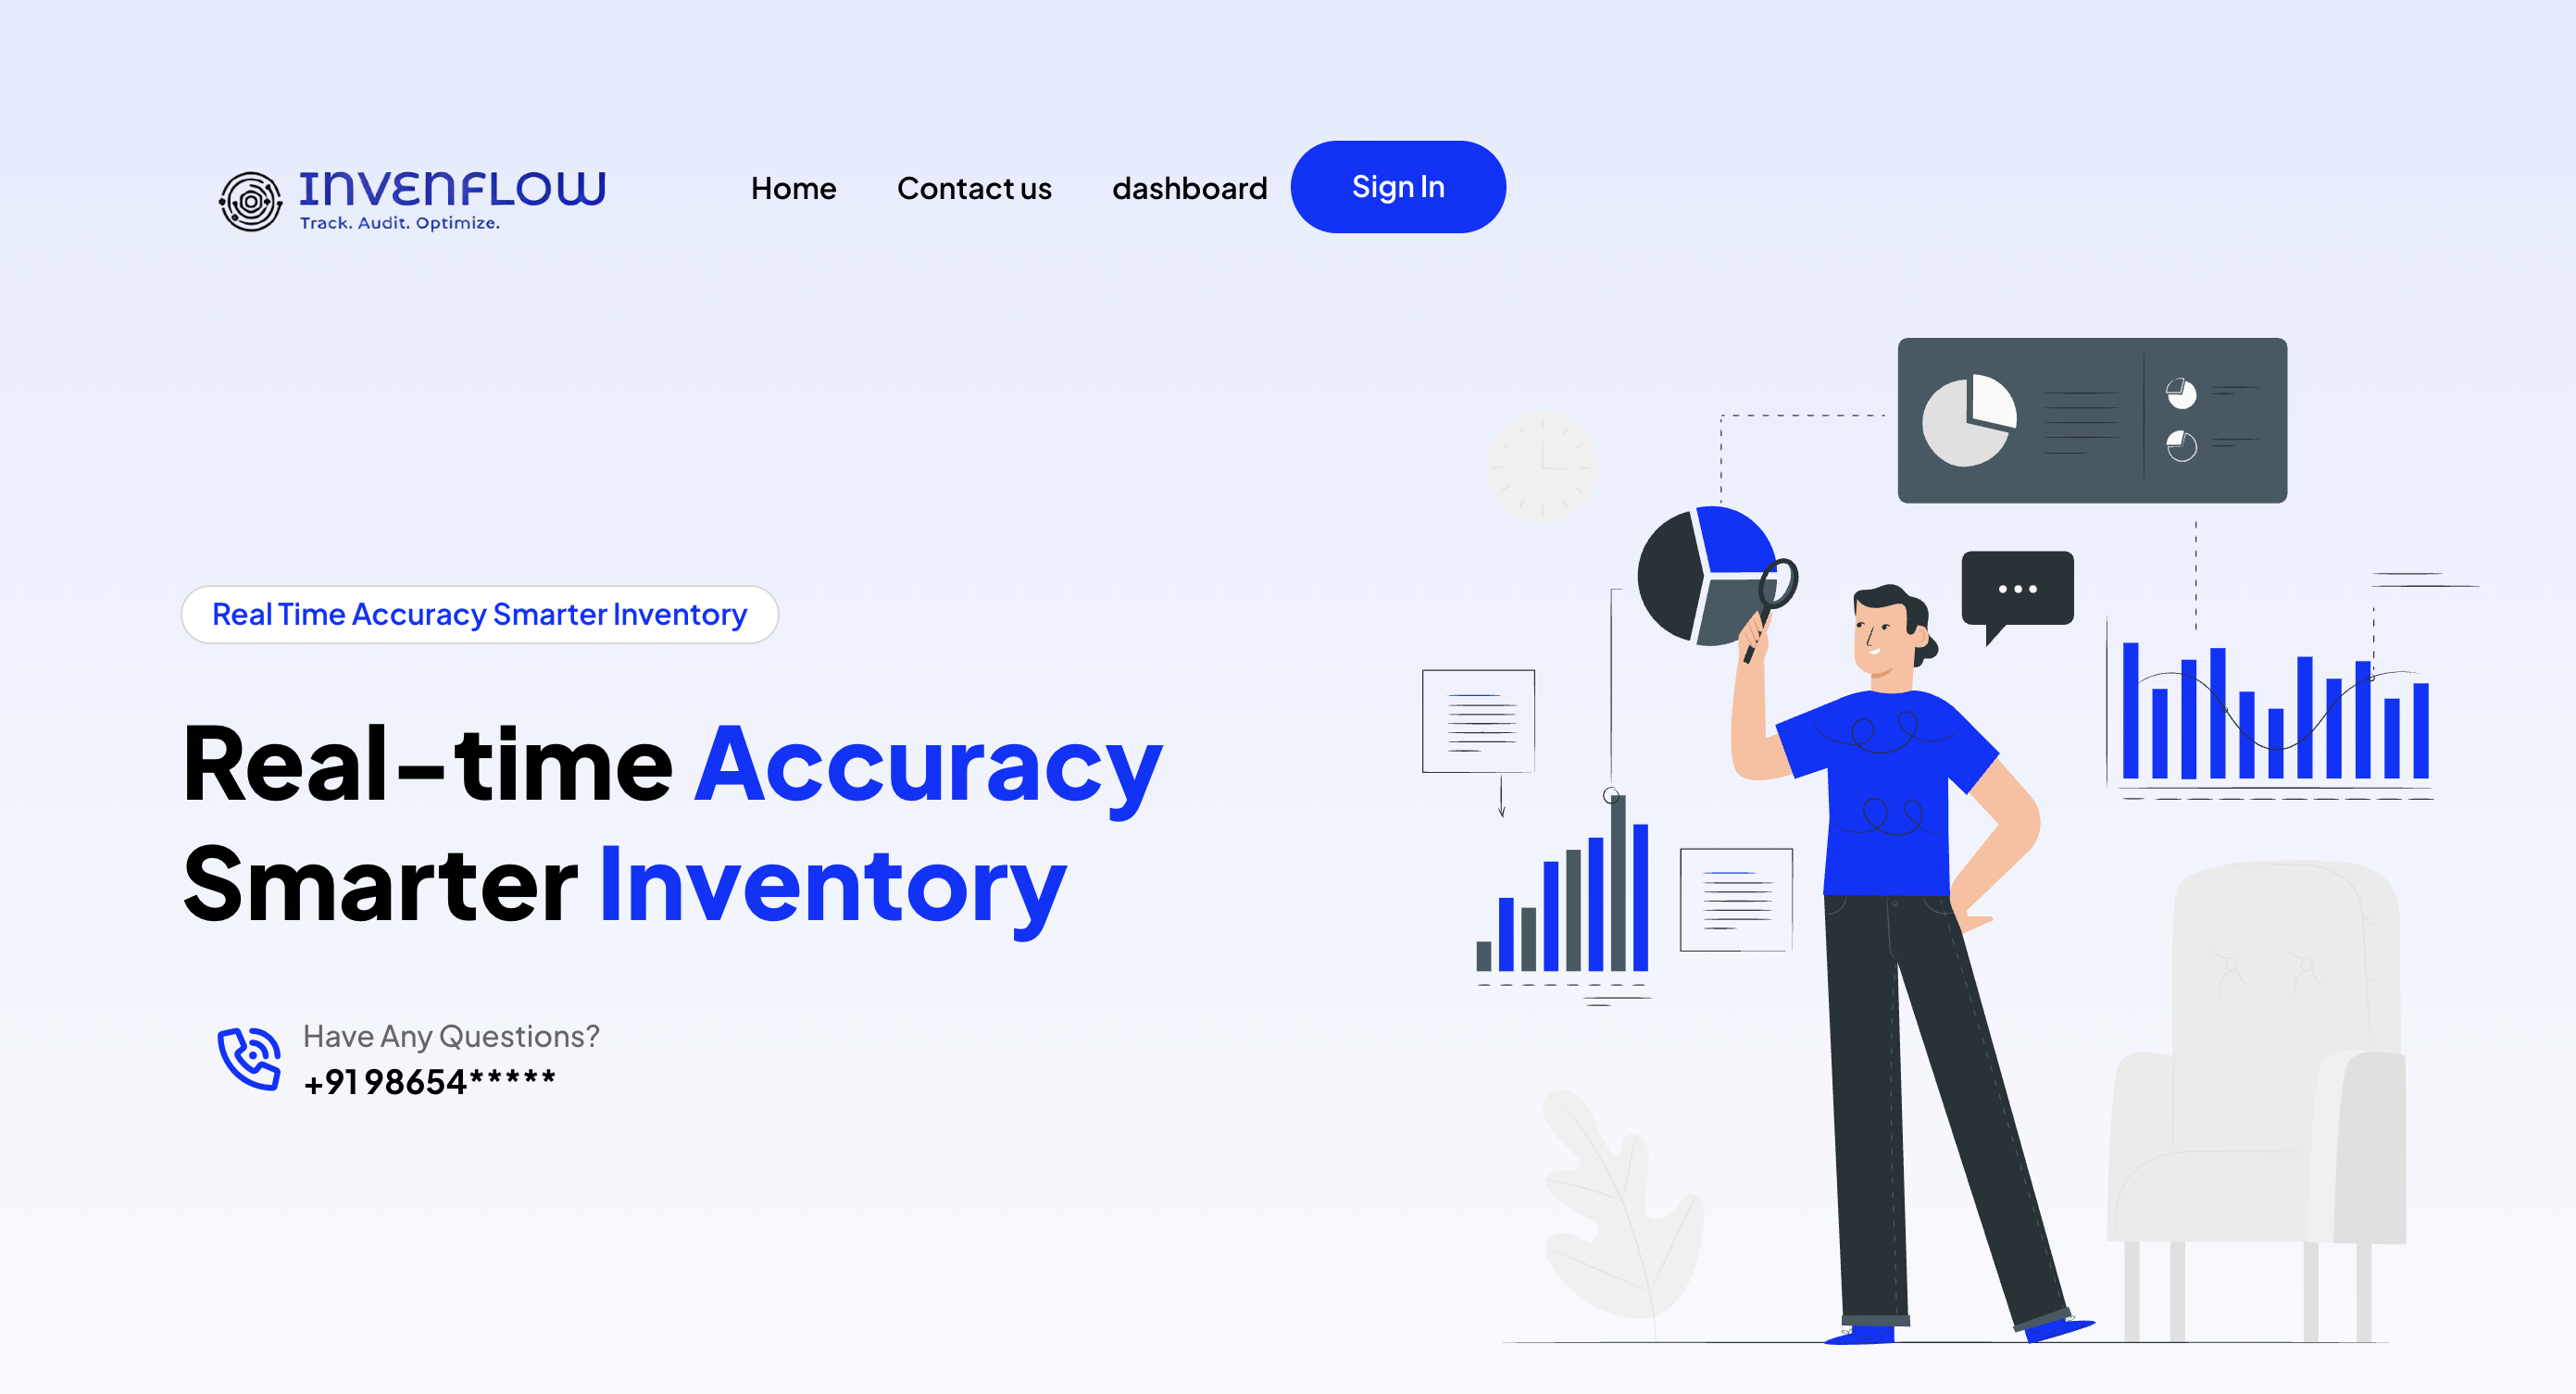 INVENFLOW
Track. Audit. Optimize.
Home Contact us dashboard Sign In
Real Time Accuracy Smarter Inventory
Real-time Accuracy
Smarter Inventory
Have Any Questions?
+91 98654*****